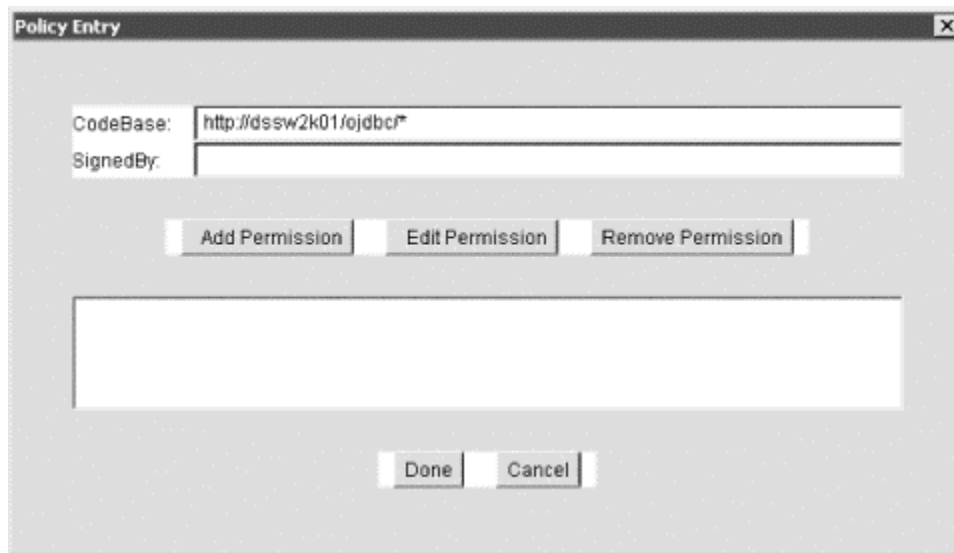 Policy Entry
CodeBase: http://dssw2k01/ojdbc/*
SignedBy:
Add Permission Edit Permission Remove Permission
Done Cancel